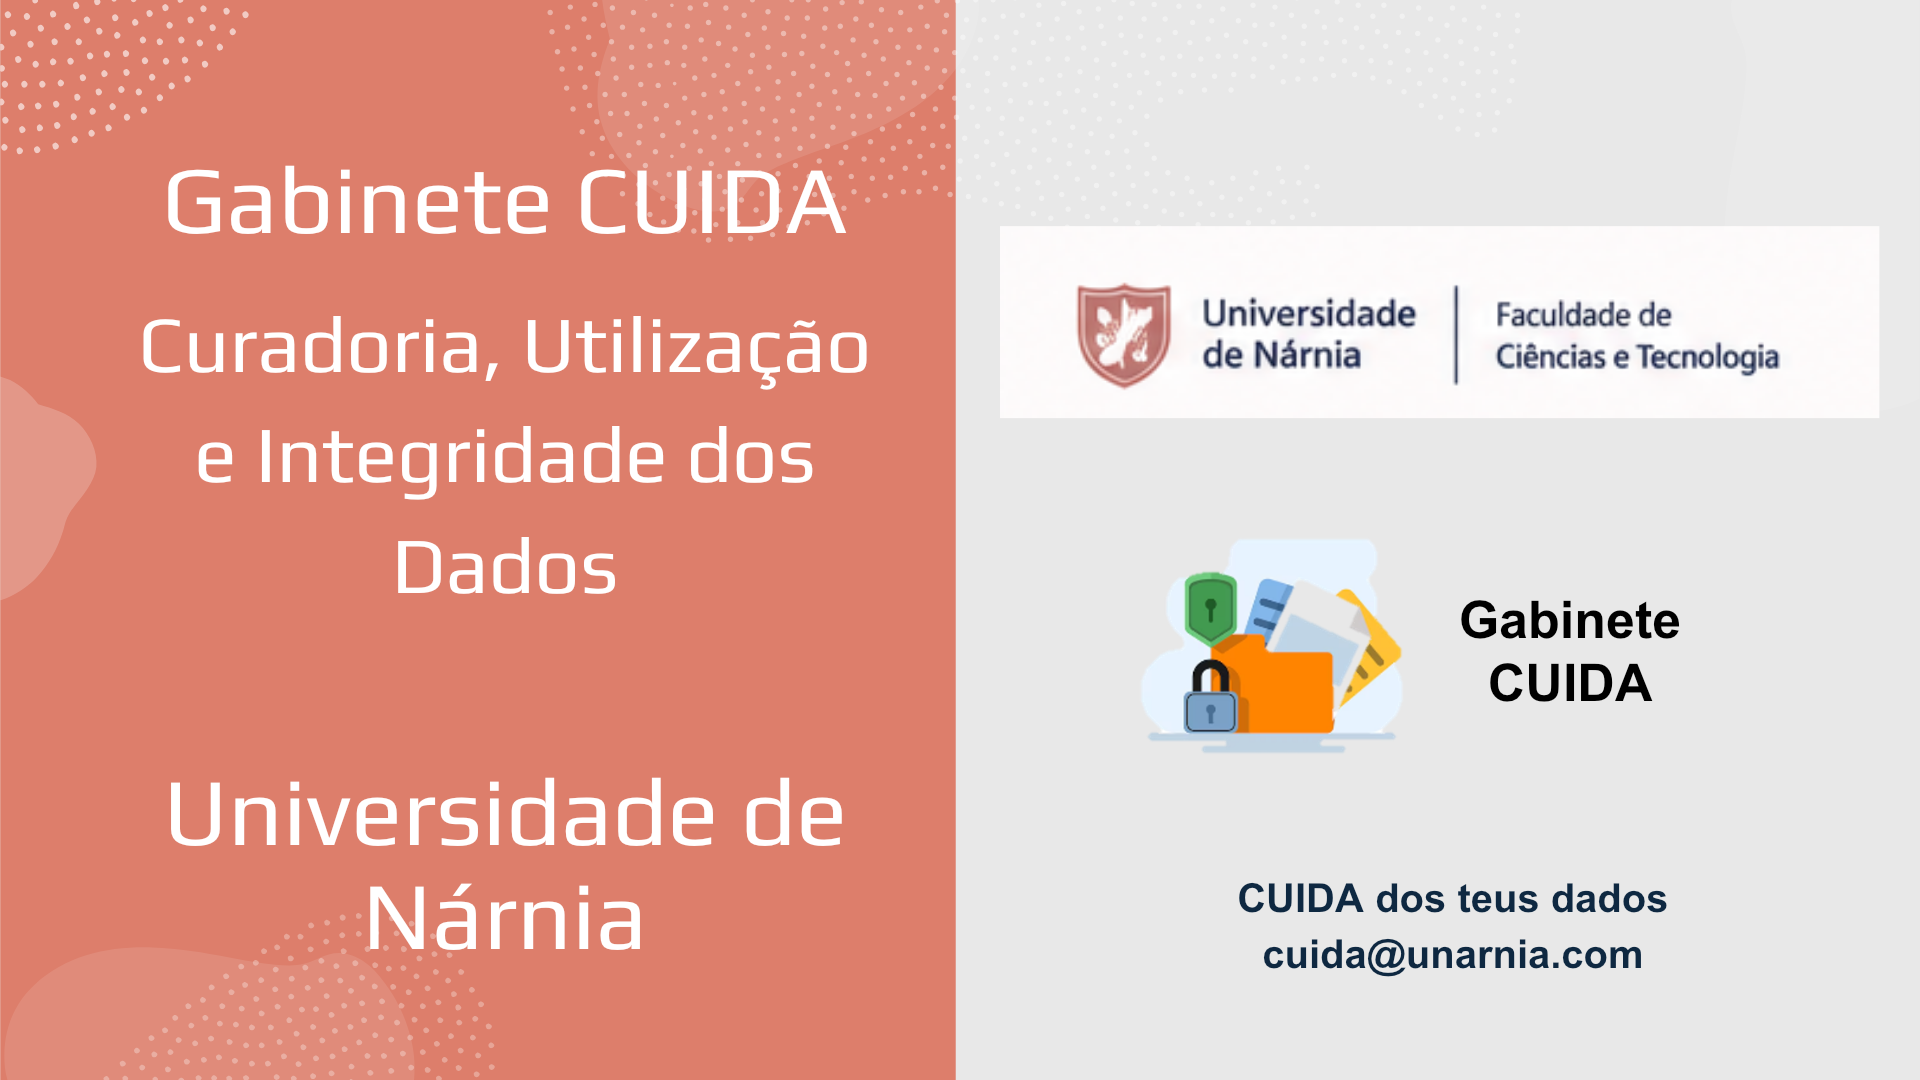 Gabinete CUIDA
Curadoria, Utilização
e Integridade dos
Dados
Universidade de
Nárnia
Universidade
de Nárnia
Faculdade de
Ciências e Tecnologia
Gabinete
CUIDA
CUIDA dos teus dados
cuida@unarnia.com